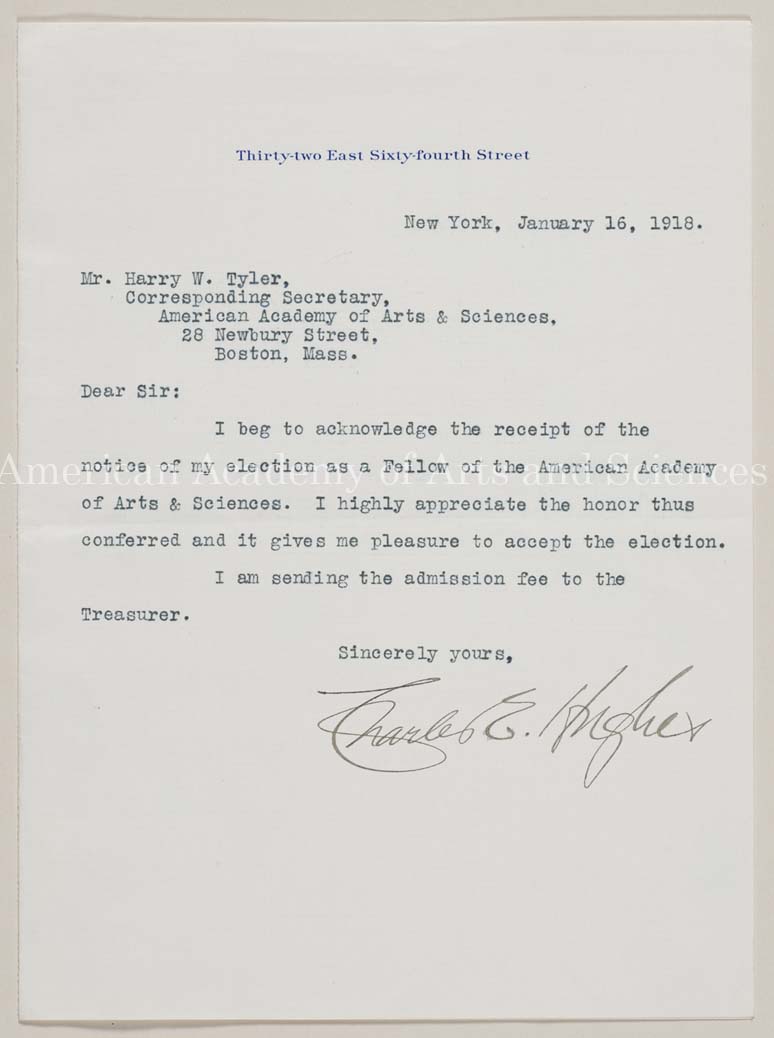 Thirty-two East Sixty-fourth Street
New York, January 16, 1918.
Mr. Harry W. Tyler,
Corresponding Secretary,
American Academy of Arts & Sciences,
28 Newbury Street,
Boston, Mass.
Dear Sir:
I beg to acknowledge the receipt of the
notice of my election as a Fellow of the American Academy
American Academy of Arts and Sciences
of Arts & Sciences. I highly appreciate the honor thus
conferred and it gives me pleasure to accept the election.
I am sending the admission fee to the
Treasurer.
Sincerely yours,
Charles E. Hughes